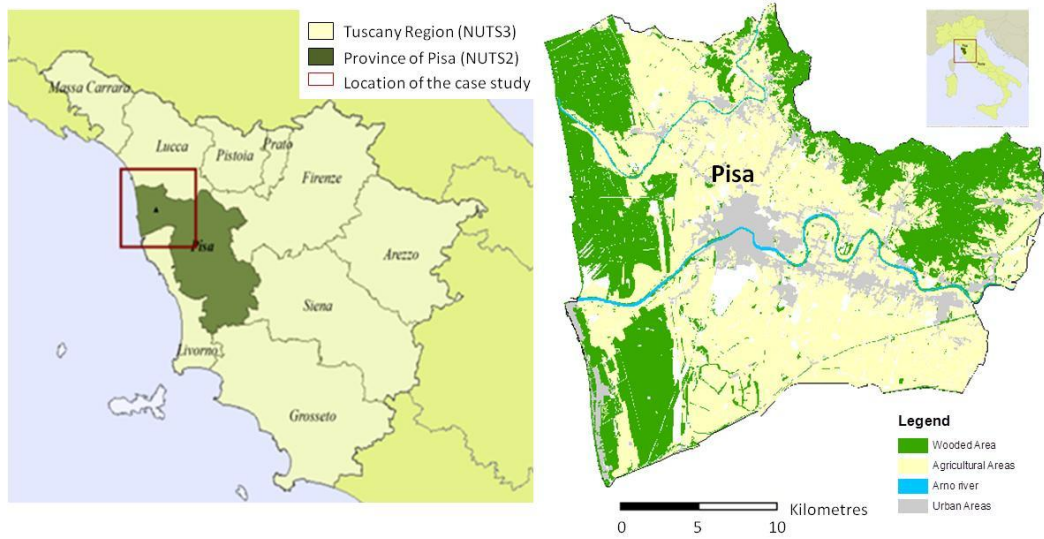 Tuscany Region (NUTS3)
Province of Pisa (NUTS2)
Location of the case study
Massa Carrara
Lucca
Pistoia
Prato
Firenze
Pisa
Arezzo
Siena
Livorno
Grosseto
Pisa
Legend
Wooded Area
Agricultural Areas
Arno river
Urban Areas
Kilometres
0 5 10